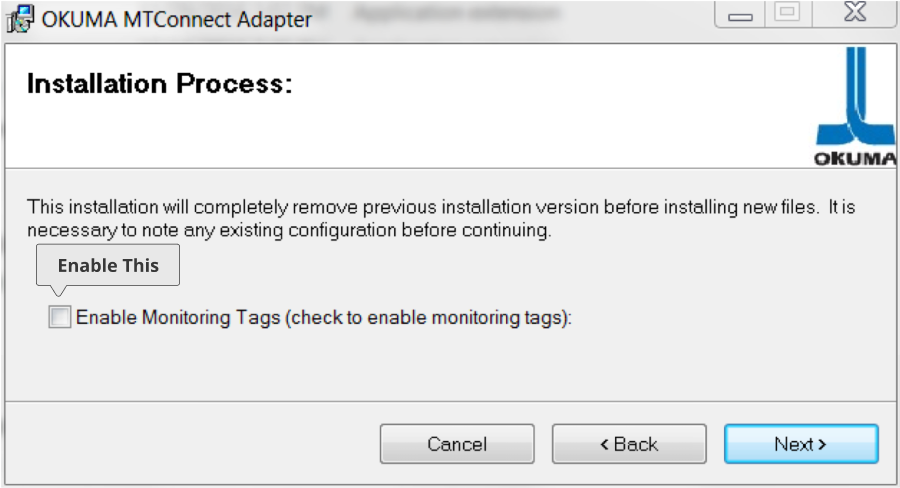 OKUMA MTConnect Adapter
Application extension
Installation Process:
OKUMA
This installation will completely remove previous installation version before installing new files. It is
necessary to note any existing configuration before continuing.
Enable This
Enable Monitoring Tags (check to enable monitoring tags):
Cancel
< Back
Next >